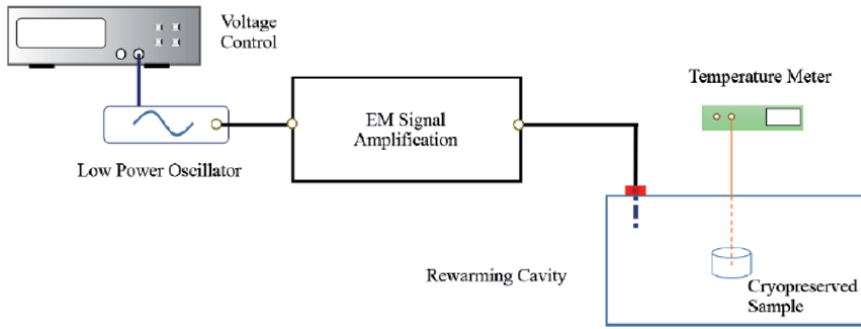 Voltage
Control
Temperature Meter
EM Signal
Amplification
Low Power Oscillator
Rewarming Cavity
Cryopreserved
Sample